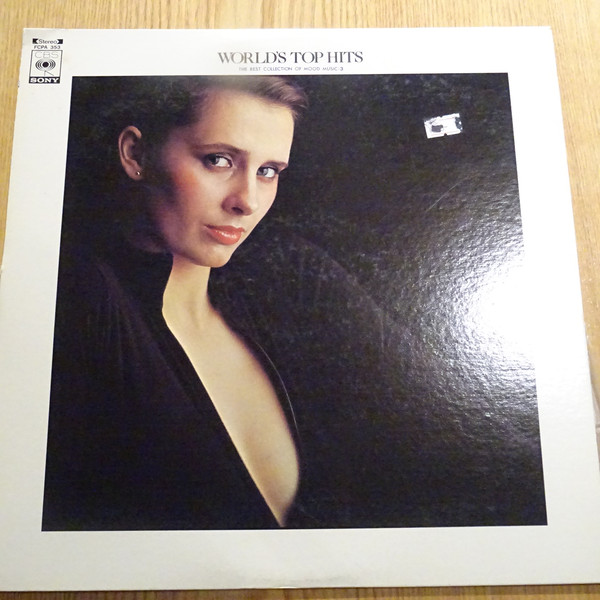 Stereo
FCPA 353
CBS
SONY
WORLD'S TOP HITS
THE BEST COLLECTION OF MOOD MUSIC-3